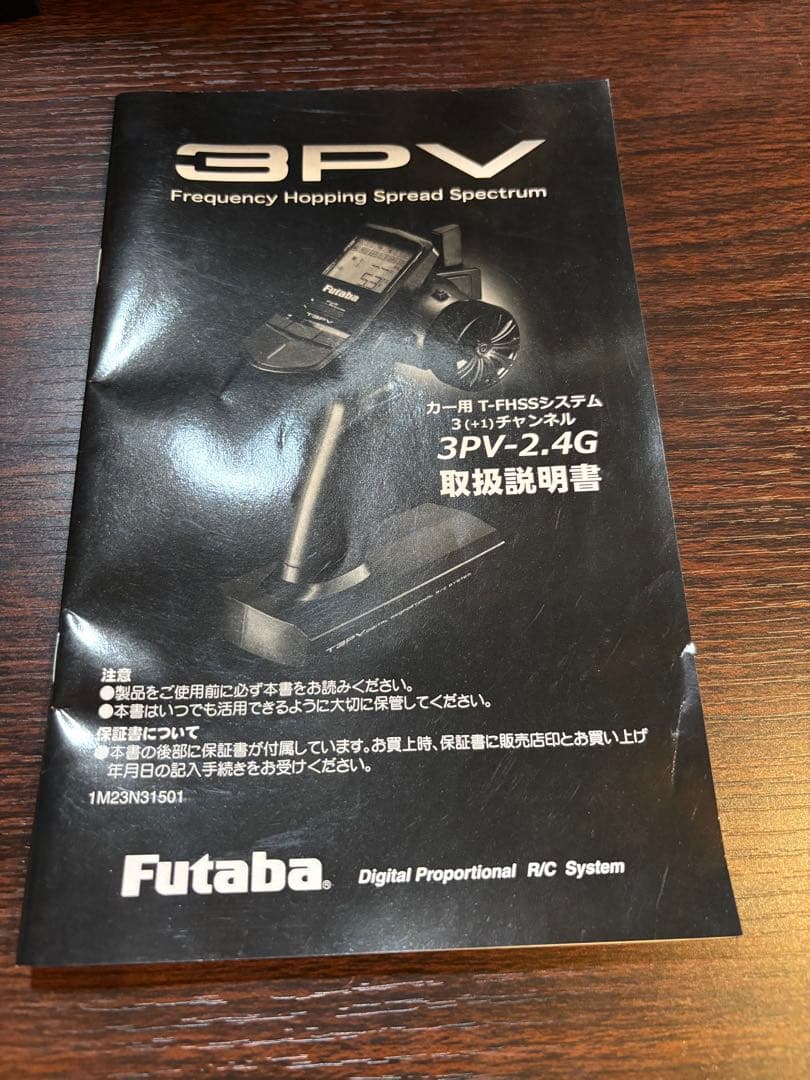 3PV
Frequency Hopping Spread Spectrum
Futaba
T3PV
カー用 T-FHSSシステム
3(+1)チャンネル
3PV-2.4G
取扱説明書
T3PV DIGITAL PROPORTIONAL R/C SYSTEM
注意
●製品をご使用前に必ず本書をお読みください。
●本書はいつでも活用できるように大切に保管してください。
保証書について
●本書の後部に保証書が付属しています。お買上時、保証書に販売店印とお買い上げ
年月日の記入手続きをお受けください。
1M23N31501
Futaba®
Digital Proportional R/C System